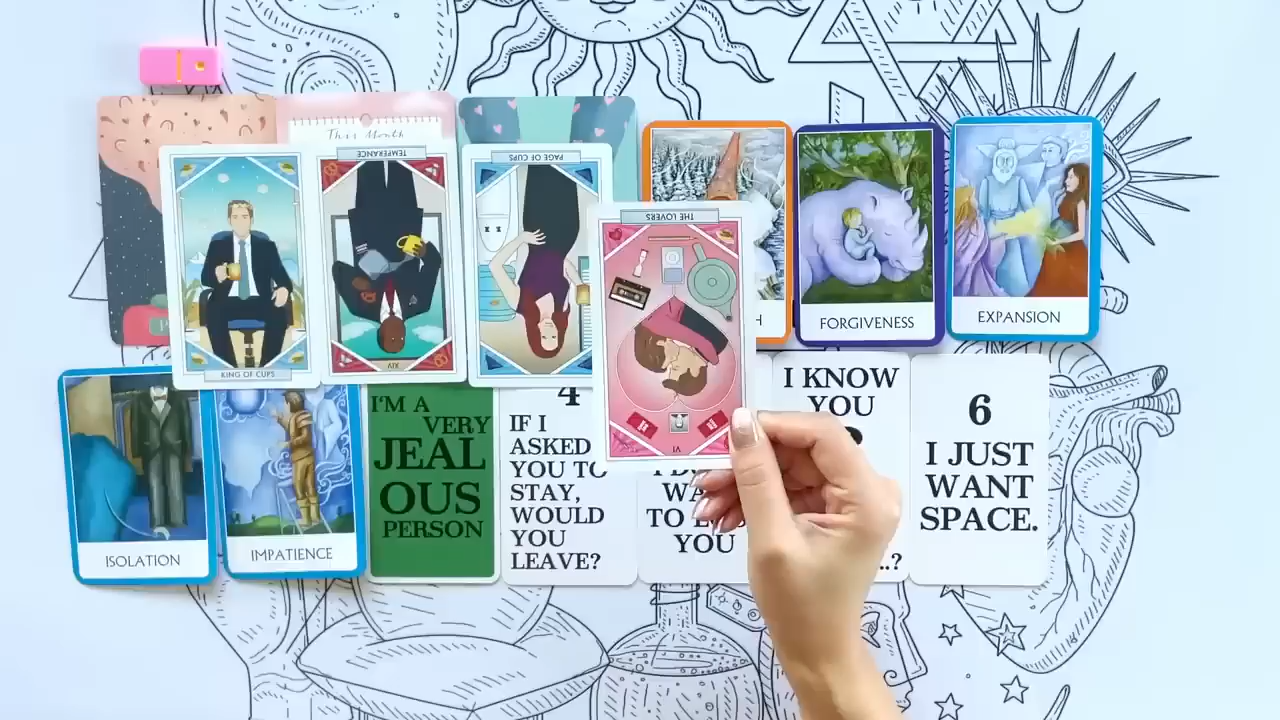 This Month
TEMPERANCE
PAGE OF CUPS
THE LOVERS
KING OF CUPS
XIV
VI
FORGIVENESS
EXPANSION
ISOLATION
IMPATIENCE
I'M A
VERY
JEAL
OUS
PERSON
4
IF I
ASKED
YOU TO
STAY,
WOULD
YOU
LEAVE?
TO
YOU
I KNOW
YOU
...?
6
I JUST
WANT
SPACE.